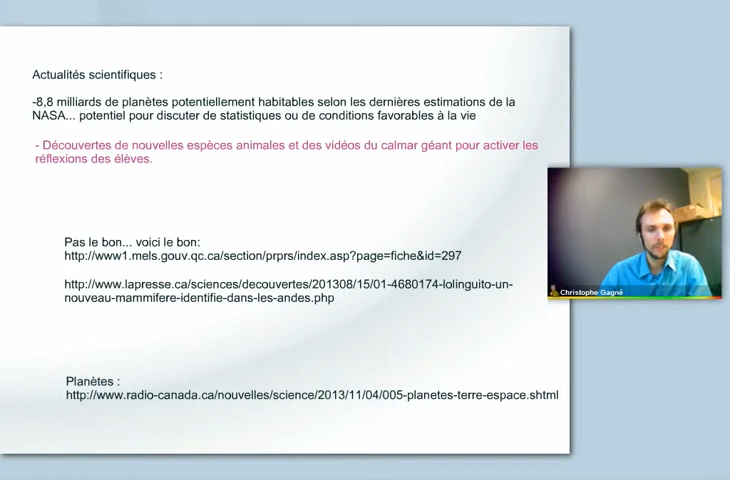 Actualités scientifiques :
-8,8 milliards de planètes potentiellement habitables selon les dernières estimations de la
NASA... potentiel pour discuter de statistiques ou de conditions favorables à la vie
- Découvertes de nouvelles espèces animales et des vidéos du calmar géant pour activer les
réflexions des élèves.
Pas le bon... voici le bon:
http://www1.mels.gouv.qc.ca/section/prprs/index.asp?page=fiche&id=297
http://www.lapresse.ca/sciences/decouvertes/201308/15/01-4680174-lolinguito-un-
nouveau-mammifere-identifie-dans-les-andes.php
Christophe Gagné
Planètes :
http://www.radio-canada.ca/nouvelles/science/2013/11/04/005-planetes-terre-espace.shtml